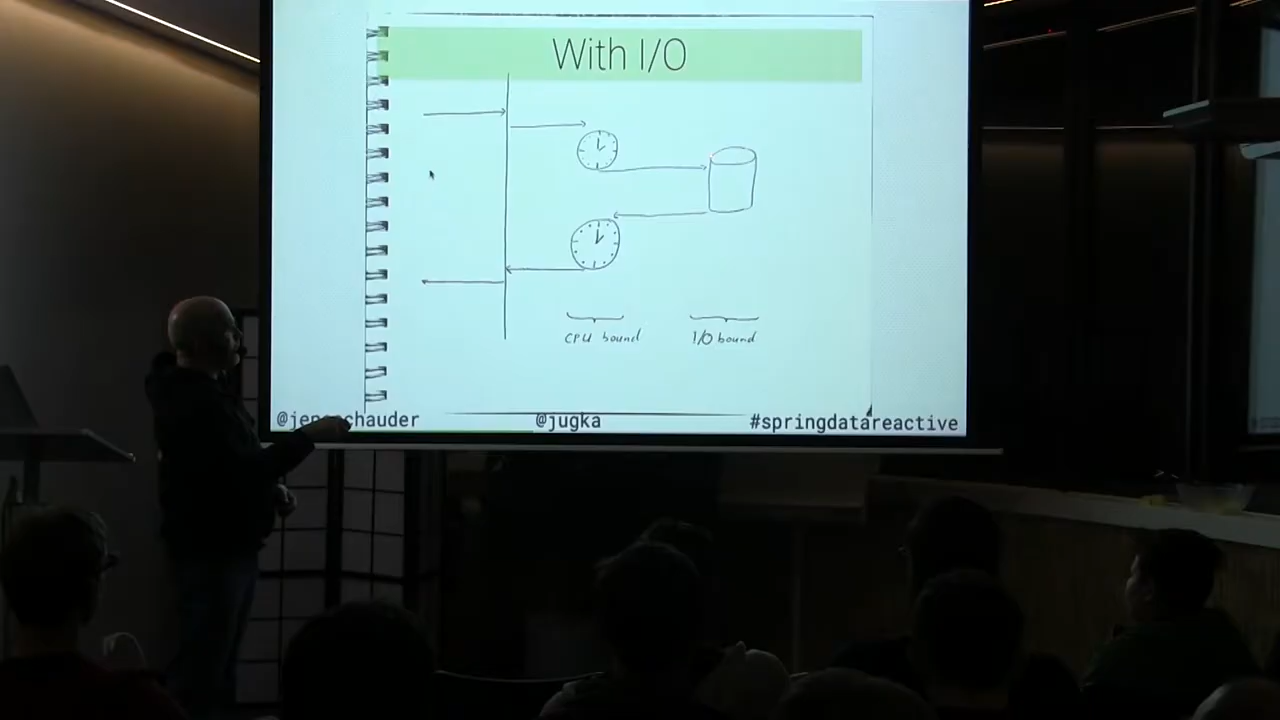 With I/O
CPU bound
I/O bound
@jugka
#springdatareactive